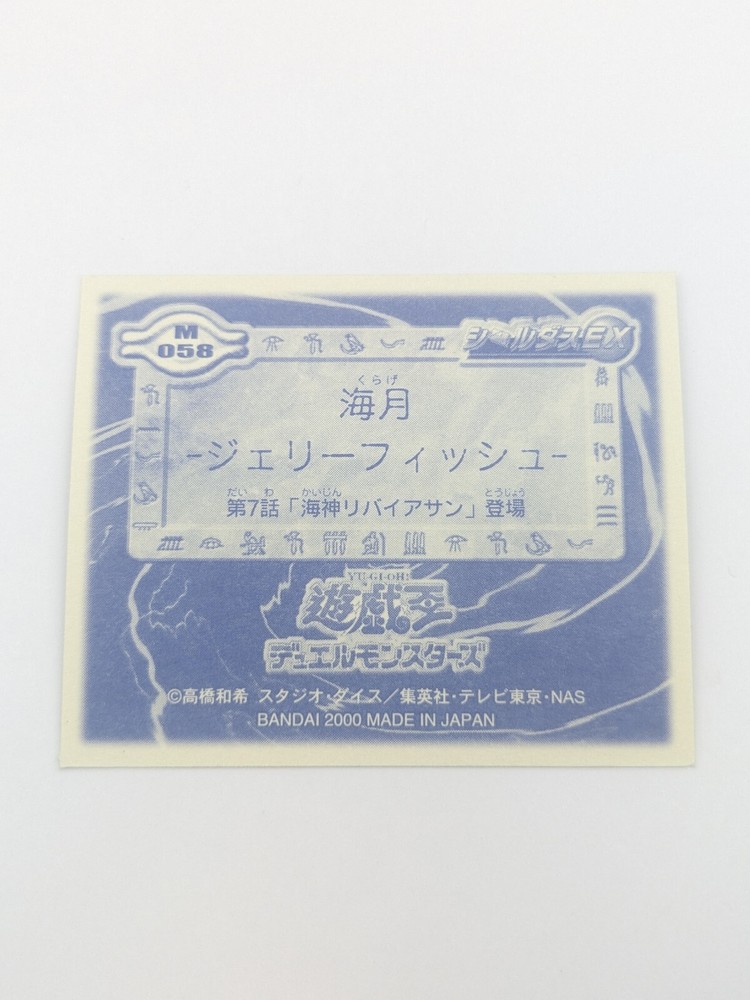 M
058
シールダスEX
くらげ
海月
-ジェリーフィッシュ-
だい わ かいじん とうじょう
第7話「海神リバイアサン」登場
YU-GI-OH!
遊戯王
デュエルモンスターズ
©高橋和希 スタジオ・ダイス／集英社・テレビ東京・NAS
BANDAI 2000 MADE IN JAPAN